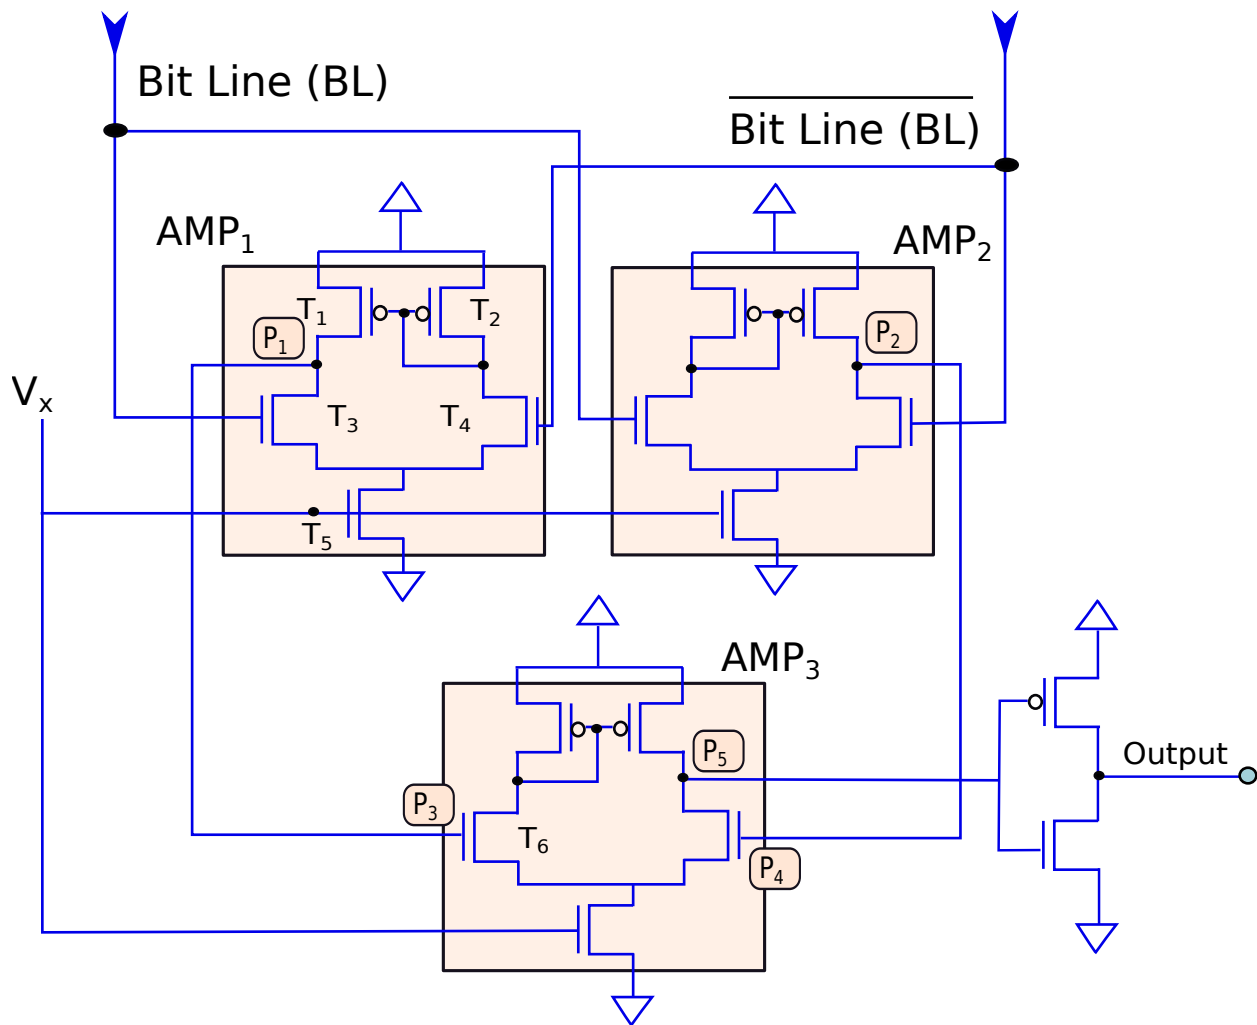 Bit Line (BL)
Bit Line (BL)
AMP1
AMP2
T1
T2
P1
P2
Vx
T3
T4
T5
AMP3
P5
Output
P3
T6
P4